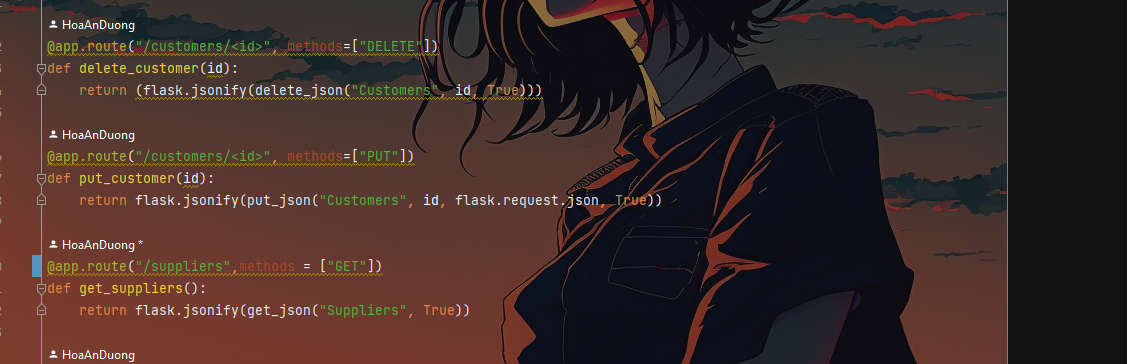 HoaAnDuong
@app.route("/customers/<id>", methods=["DELETE"])
def delete_customer(id):
    return (flask.jsonify(delete_json("Customers", id, True)))
HoaAnDuong
@app.route("/customers/<id>", methods=["PUT"])
def put_customer(id):
    return flask.jsonify(put_json("Customers", id, flask.request.json, True))
HoaAnDuong *
@app.route("/suppliers",methods = ["GET"])
def get_suppliers():
    return flask.jsonify(get_json("Suppliers", True))
HoaAnDuong